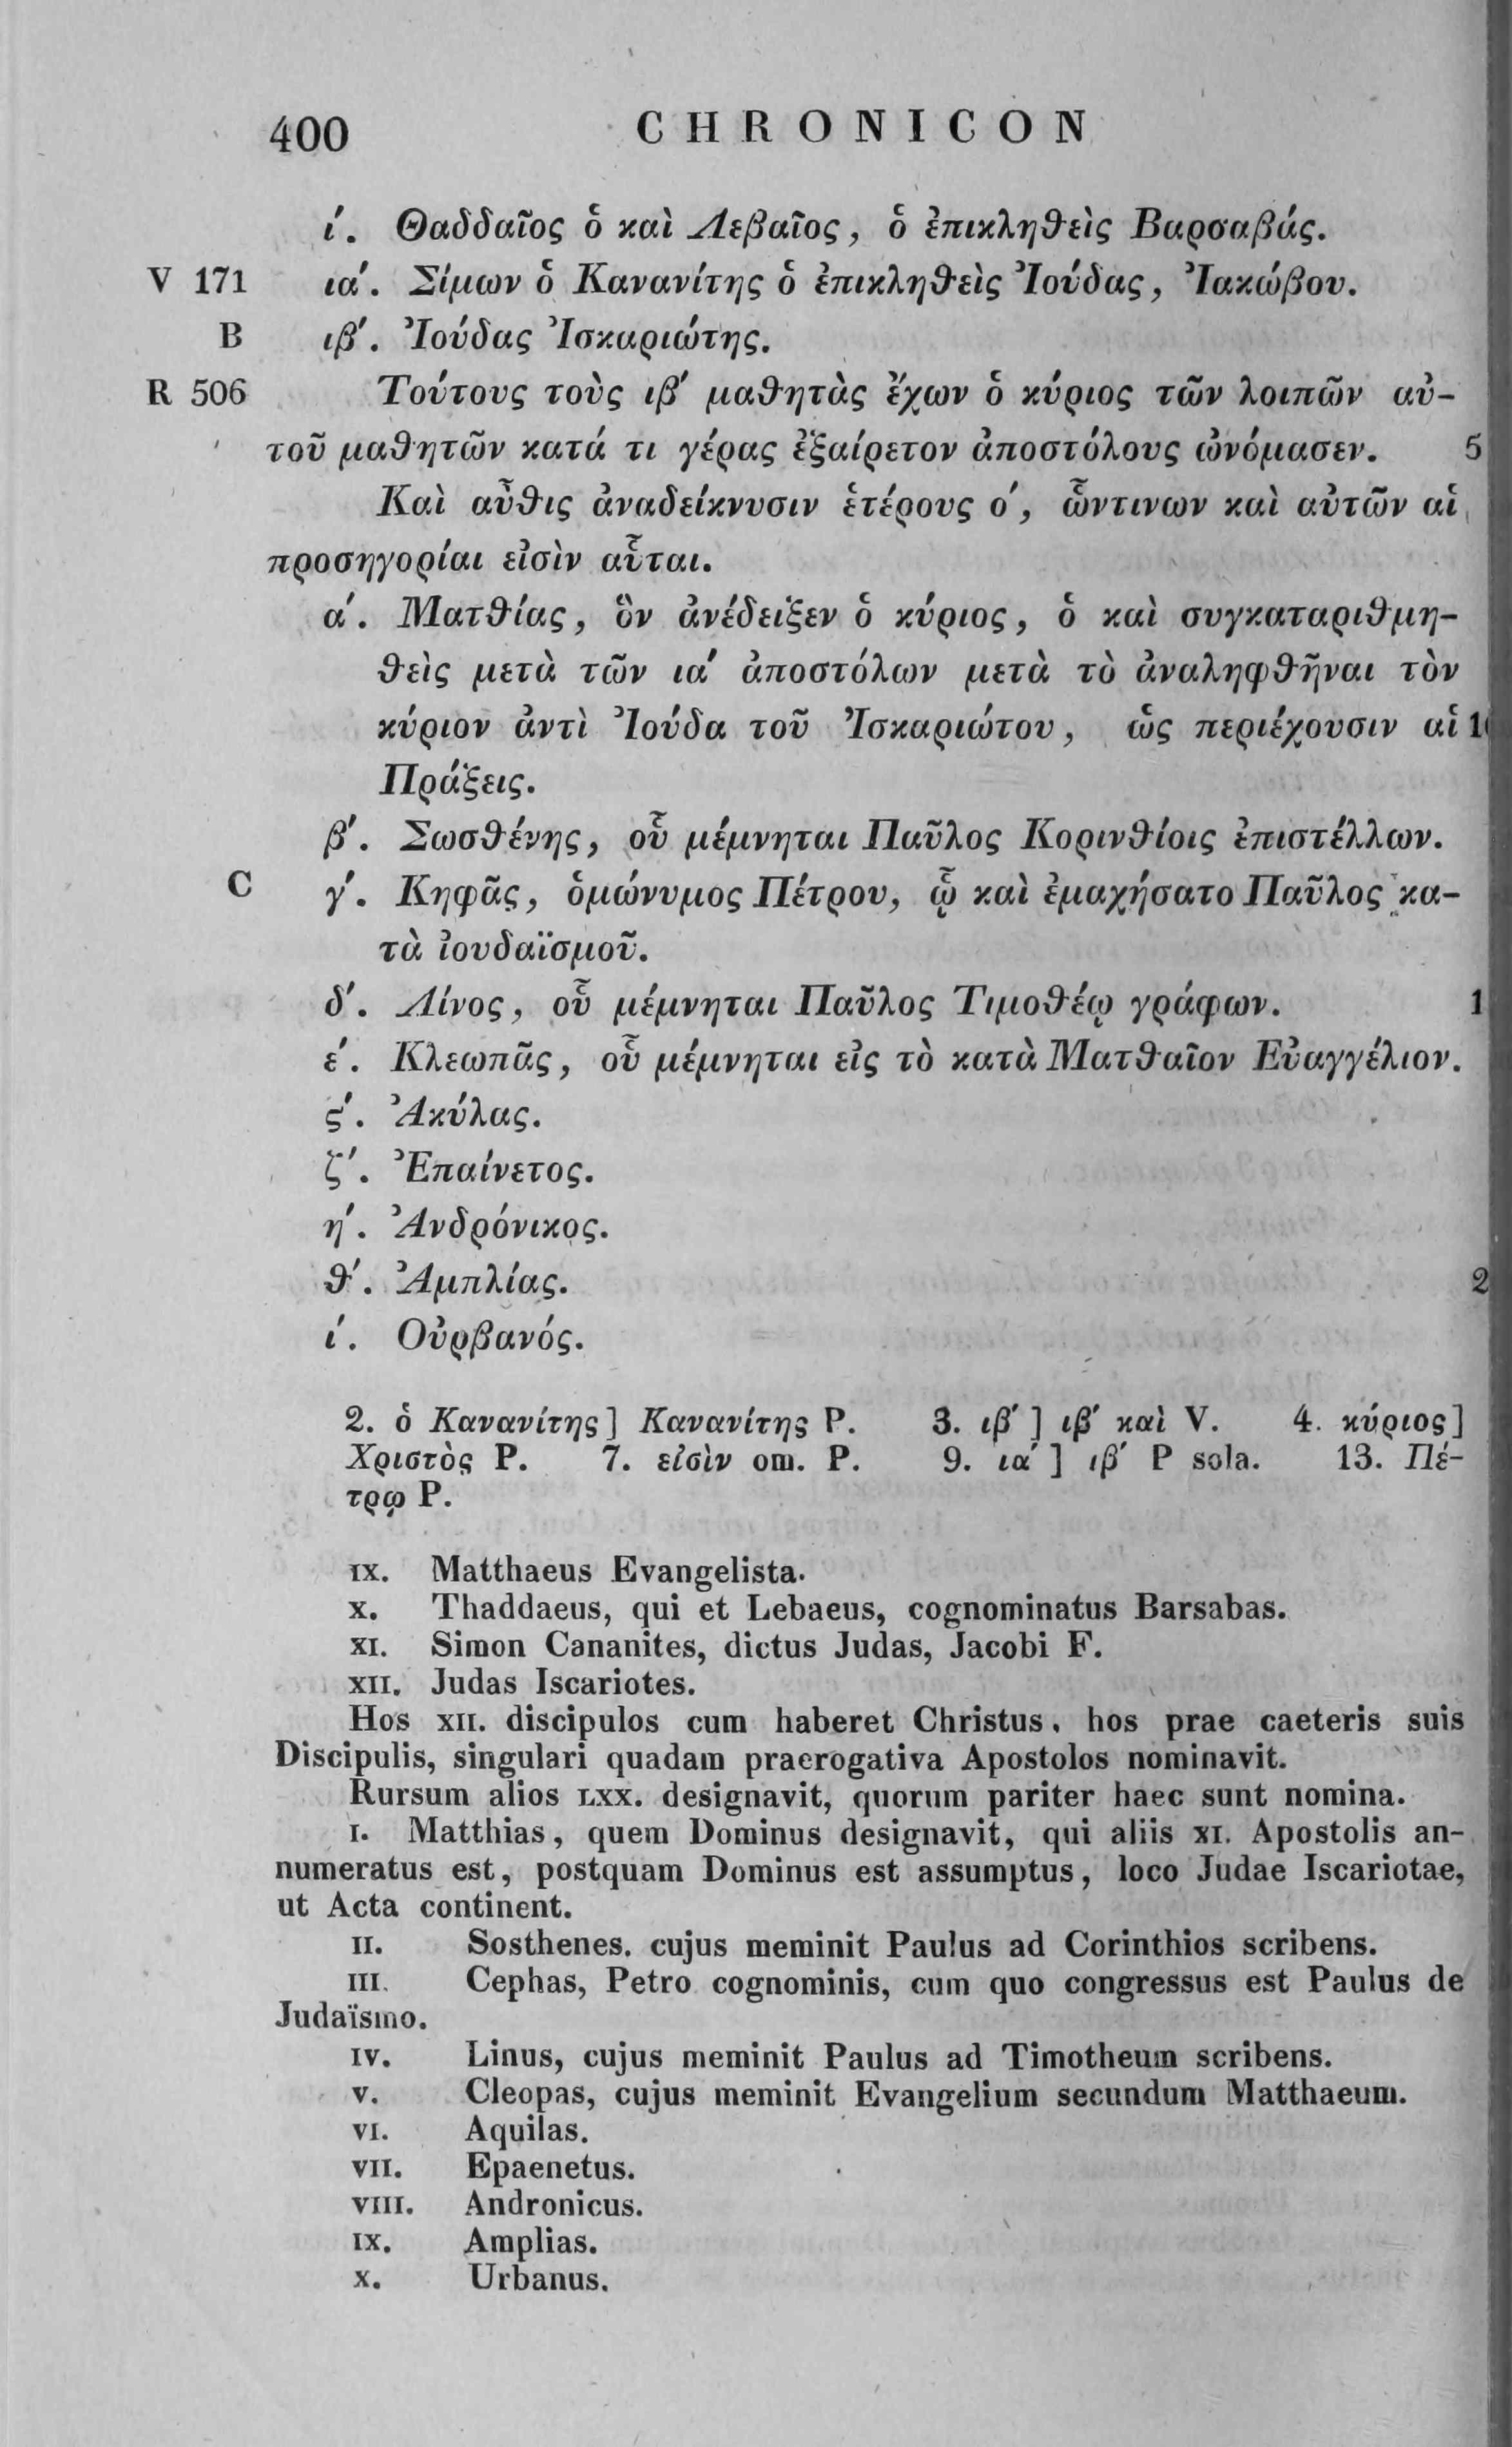 400 CHRONICON
ί. Θαδδαῖος ὁ καὶ Λεβαῖος, ὁ ἐπικληθεὶς Βαρσαβάς.
V 171 ια΄. Σίμων ὁ Κανανίτης ὁ ἐπικληθεὶς Ἰούδας, Ἰακώβου.
B ιβ΄. Ἰούδας Ἰσκαριώτης.
R 506 Τούτους τοὺς ιβ΄ μαθητὰς ἔχων ὁ κύριος τῶν λοιπῶν αὐ-
τοῦ μαθητῶν κατά τι γέρας ἐξαίρετον ἀποστόλους ὠνόμασεν. 5
Καὶ αὖθις ἀναδείκνυσιν ἑτέρους ο΄, ὧντινων καὶ αὐτῶν αἱ
προσηγορίαι εἰσὶν αὗται.
α΄. Ματθίας, ὃν ἀνέδειξεν ὁ κύριος, ὁ καὶ συγκαταριθμη-
θεὶς μετὰ τῶν ια΄ ἀποστόλων μετὰ τὸ ἀναληφθῆναι τὸν
κύριον ἀντὶ Ἰούδα τοῦ Ἰσκαριώτου, ὡς περιέχουσιν αἱ 1
Πράξεις.
β΄. Σωσθένης, οὗ μέμνηται Παῦλος Κορινθίοις ἐπιστέλλων.
C γ΄. Κηφᾶς, ὁμώνυμος Πέτρου, ᾧ καὶ ἐμαχήσατο Παῦλος κα-
τὰ ἰουδαϊσμοῦ.
δ΄. Λίνος, οὗ μέμνηται Παῦλος Τιμοθέῳ γράφων. 1
ε΄. Κλεωπᾶς, οὗ μέμνηται εἰς τὸ κατὰ Ματθαῖον Εὐαγγέλιον.
ϛ΄. Ἀκύλας.
ζ΄. Ἐπαίνετος.
η΄. Ἀνδρόνικος.
θ΄. Ἀμπλίας. 2
ί. Οὐρβανός.
2. ὁ Κανανίτης] Κανανίτης P. 3. ιβ΄] ιβ΄ καὶ V. 4. κύριος]
Χριστὸς P. 7. εἰσὶν om. P. 9. ια΄] ιβ΄ P sola. 13. Πέ-
τρῳ P.
IX. Matthaeus Evangelista.
X. Thaddaeus, qui et Lebaeus, cognominatus Barsabas.
XI. Simon Cananites, dictus Judas, Jacobi F.
XII. Judas Iscariotes.
Hos XII. discipulos cum haberet Christus, hos prae caeteris suis
Discipulis, singulari quadam praerogativa Apostolos nominavit.
Rursum alios LXX. designavit, quorum pariter haec sunt nomina.
I. Matthias, quem Dominus designavit, qui aliis XI. Apostolis an-
numeratus est, postquam Dominus est assumptus, loco Judae Iscariotae,
ut Acta continent.
II. Sosthenes. cujus meminit Paulus ad Corinthios scribens.
III. Cephas, Petro cognominis, cum quo congressus est Paulus de
Judaïsmo.
IV. Linus, cujus meminit Paulus ad Timotheum scribens.
V. Cleopas, cujus meminit Evangelium secundum Matthaeum.
VI. Aquilas.
VII. Epaenetus.
VIII. Andronicus.
IX. Amplias.
X. Urbanus.